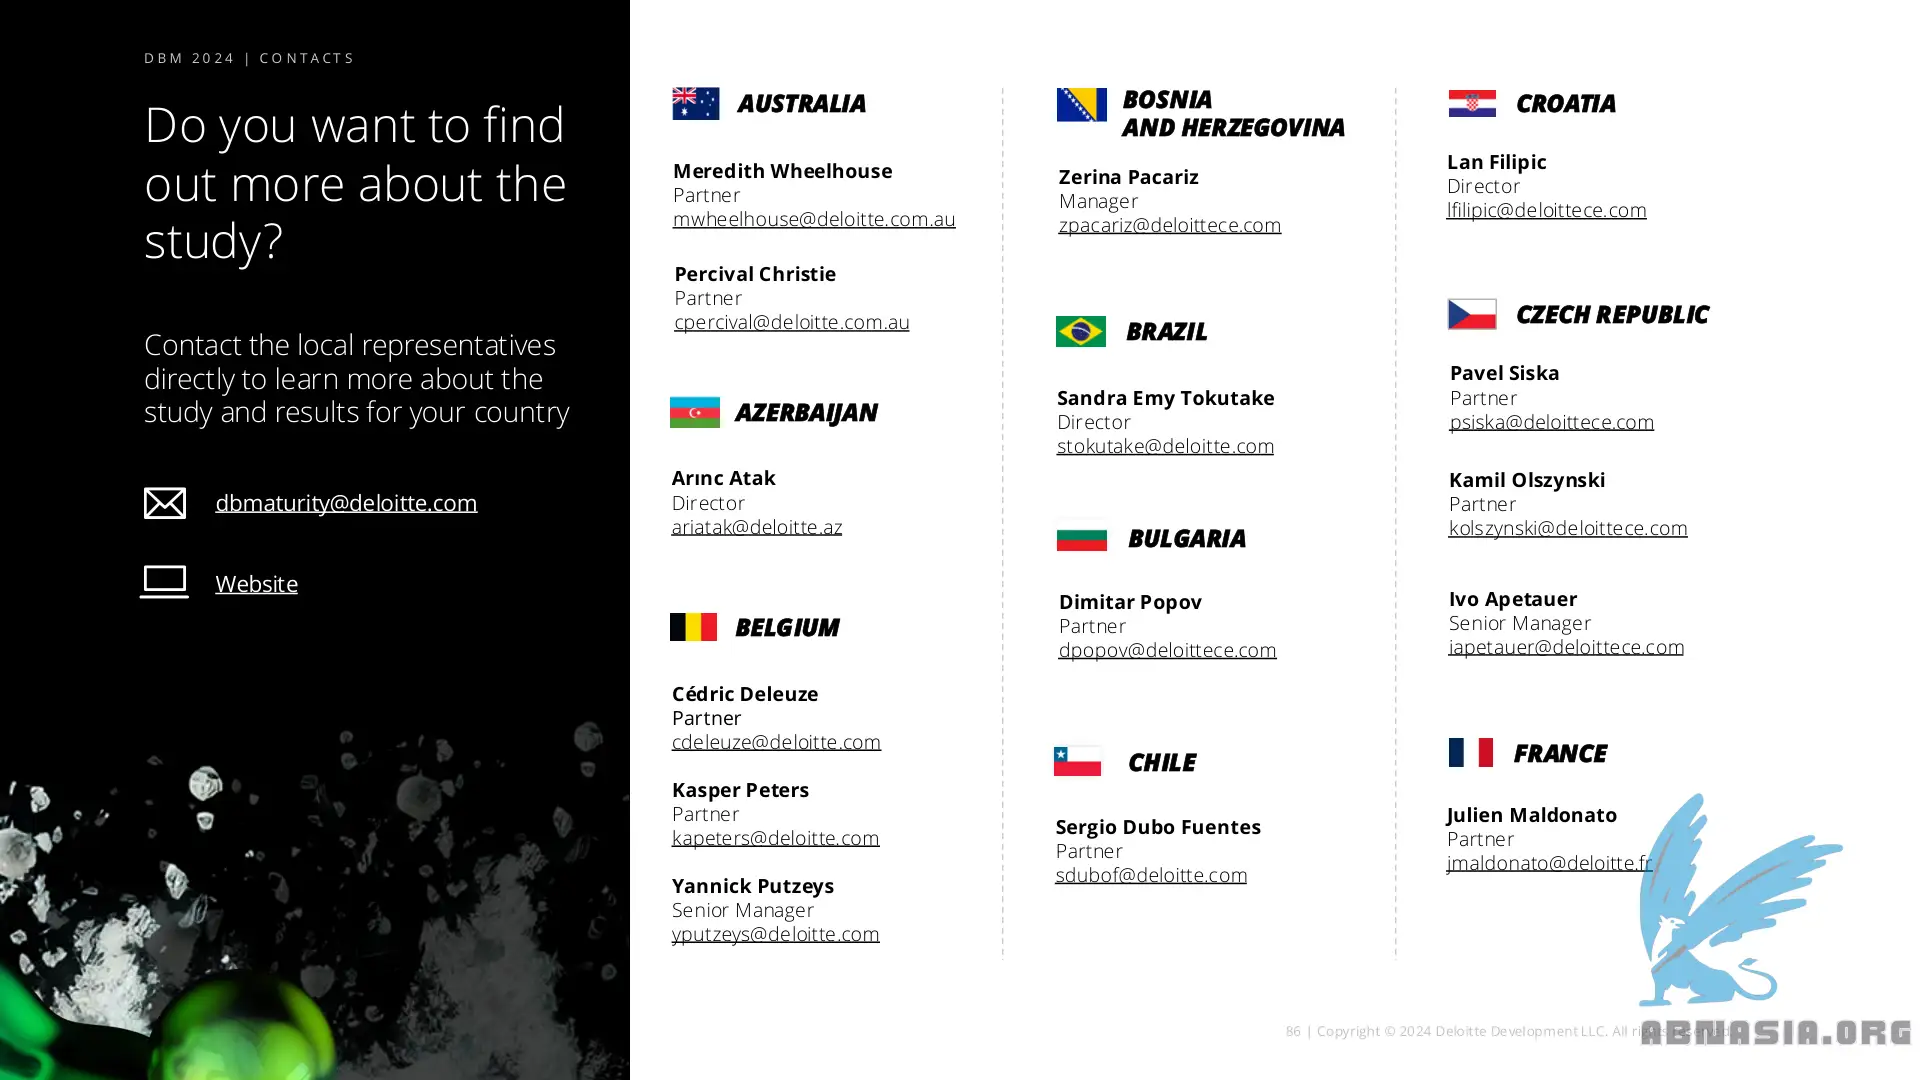 DBM 2024 | CONTACTS
Do you want to find
out more about the
study?
Contact the local representatives
directly to learn more about the
study and results for your country
dbmaturity@deloitte.com
Website
AUSTRALIA
Meredith Wheelhouse
Partner
mwheelhouse@deloitte.com.au
Percival Christie
Partner
cpercival@deloitte.com.au
AZERBAIJAN
Arınc Atak
Director
ariatak@deloitte.az
BELGIUM
Cédric Deleuze
Partner
cdeleuze@deloitte.com
Kasper Peters
Partner
kapeters@deloitte.com
Yannick Putzeys
Senior Manager
yputzeys@deloitte.com
BOSNIA
AND HERZEGOVINA
Zerina Pacariz
Manager
zpacariz@deloittece.com
BRAZIL
Sandra Emy Tokutake
Director
stokutake@deloitte.com
BULGARIA
Dimitar Popov
Partner
dpopov@deloittece.com
CHILE
Sergio Dubo Fuentes
Partner
sdubof@deloitte.com
CROATIA
Lan Filipic
Director
lfilipic@deloittece.com
CZECH REPUBLIC
Pavel Siska
Partner
psiska@deloittece.com
Kamil Olszynski
Partner
kolszynski@deloittece.com
Ivo Apetauer
Senior Manager
iapetauer@deloittece.com
FRANCE
Julien Maldonato
Partner
jmaldonato@deloitte.fr
86 | Copyright © 2024 Deloitte Development LLC. All rights reserved.
ABNASIA.ORG